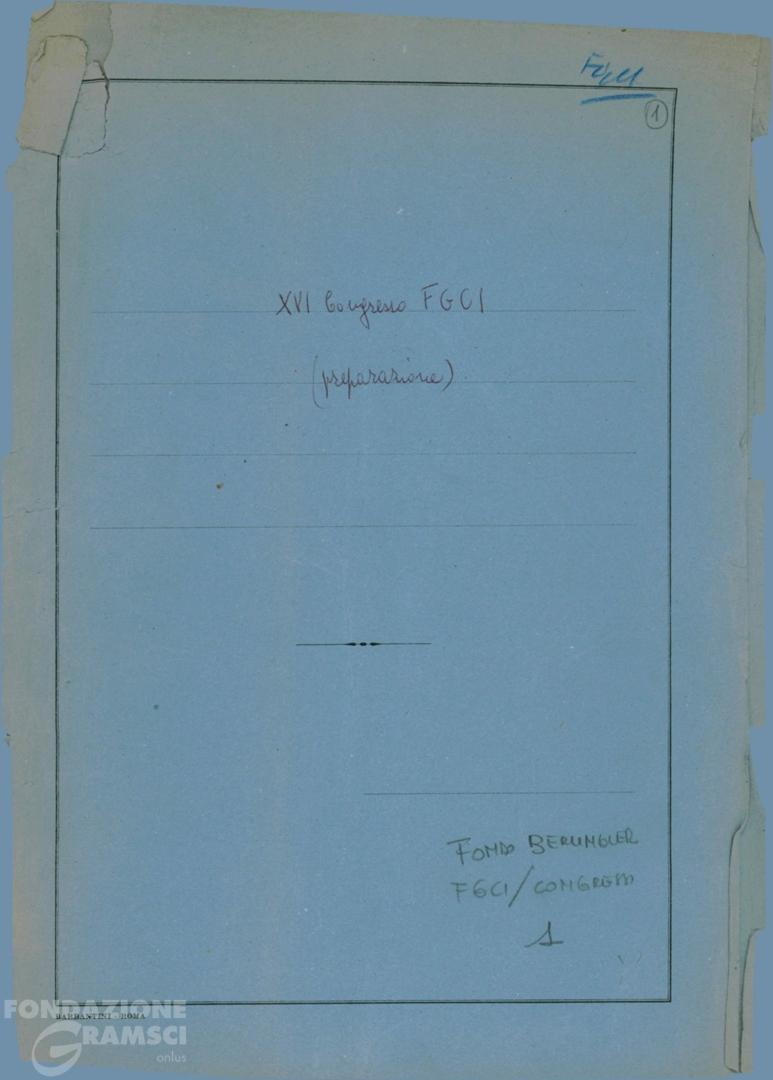 FGCI
1
XVI Congresso FGCI
(preparazione)
FONDO BERLINGUER
FGCI/CONGRESSI
1
BARBANTINI - ROMA
FONDAZIONE
GRAMSCI
onlus